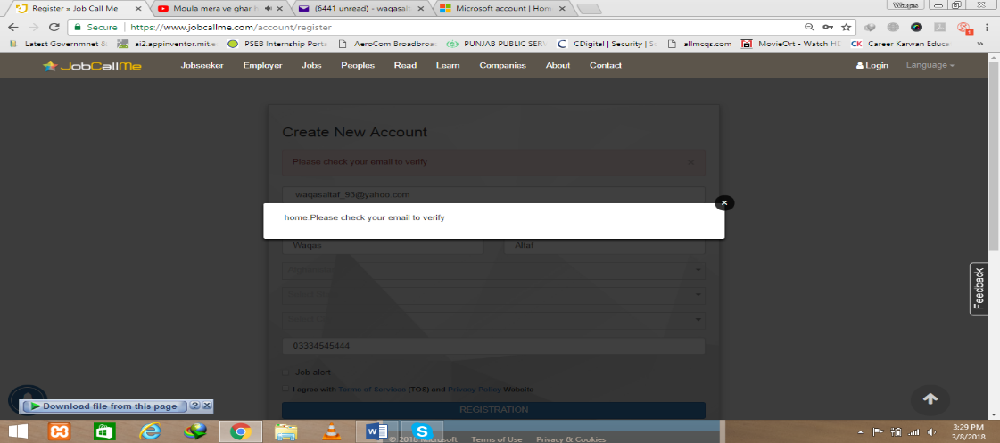 Register » Job Call Me
Moula mera ve ghar h
(6441 unread) - waqasalt
Microsoft account | Hom
Waqas
Secure | https://www.jobcallme.com/account/register
Latest Governmnet &
ai2.appinventor.mit.e
PSEB Internship Porta
AeroCom Broadbroa
PUNJAB PUBLIC SERV
CDigital | Security | S
allmcqs.com
MovieOrt - Watch HD
CK Career Karwan Educa
»
JobCallMe
Jobseeker
Employer
Jobs
Peoples
Read
Learn
Companies
About
Contact
Login
Language
Create New Account
Please check your email to verify
waqasaltaf_93@yahoo.com
home Please check your email to verify
Waqas
Altaf
03334545444
Feedback
Job alert
I agree with Terms of Services (TOS) and Privacy Policy Website
Download file from this page
REGISTRATION
© 2018 Microsoft Terms of Use Privacy & Cookies
3:29 PM
3/8/2018